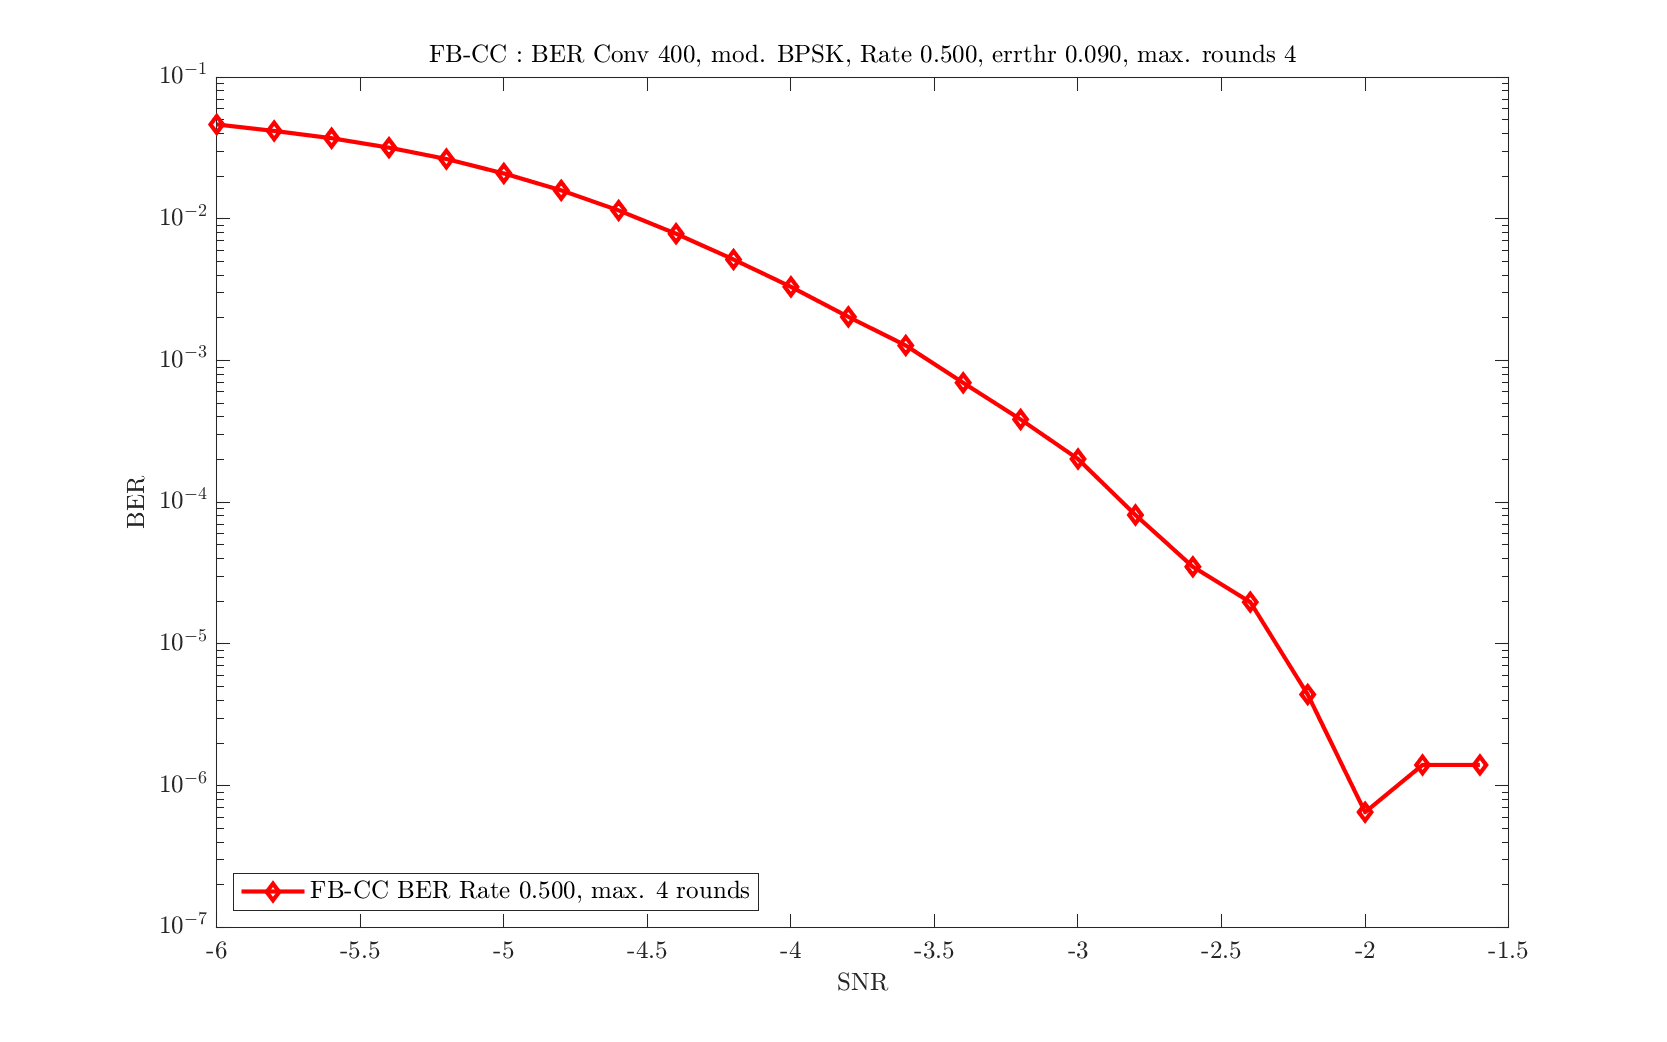 FB-CC : BER Conv 400, mod. BPSK, Rate 0.500, errthr 0.090, max. rounds 4
10^{-1}
10^{-2}
10^{-3}
10^{-4}
10^{-5}
10^{-6}
10^{-7}
BER
FB-CC BER Rate 0.500, max. 4 rounds
-6 -5.5 -5 -4.5 -4 -3.5 -3 -2.5 -2 -1.5
SNR